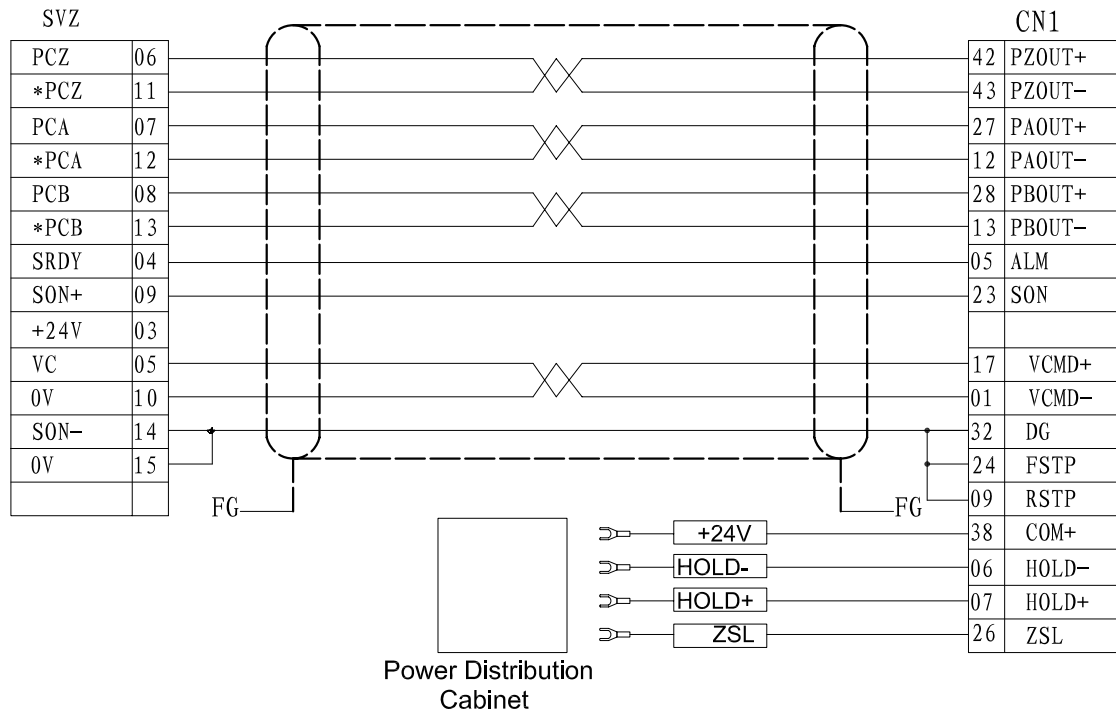 SVZ CN1
PCZ 06 42 PZOUT+
*PCZ 11 43 PZOUT-
PCA 07 27 PAOUT+
*PCA 12 12 PAOUT-
PCB 08 28 PBOUT+
*PCB 13 13 PBOUT-
SRDY 04 05 ALM
SON+ 09 23 SON
+24V 03
VC 05 17 VCMD+
0V 10 01 VCMD-
SON- 14 32 DG
0V 15 24 FSTP
FG FG 09 RSTP
+24V 38 COM+
HOLD- 06 HOLD-
HOLD+ 07 HOLD+
ZSL 26 ZSL
Power Distribution
Cabinet